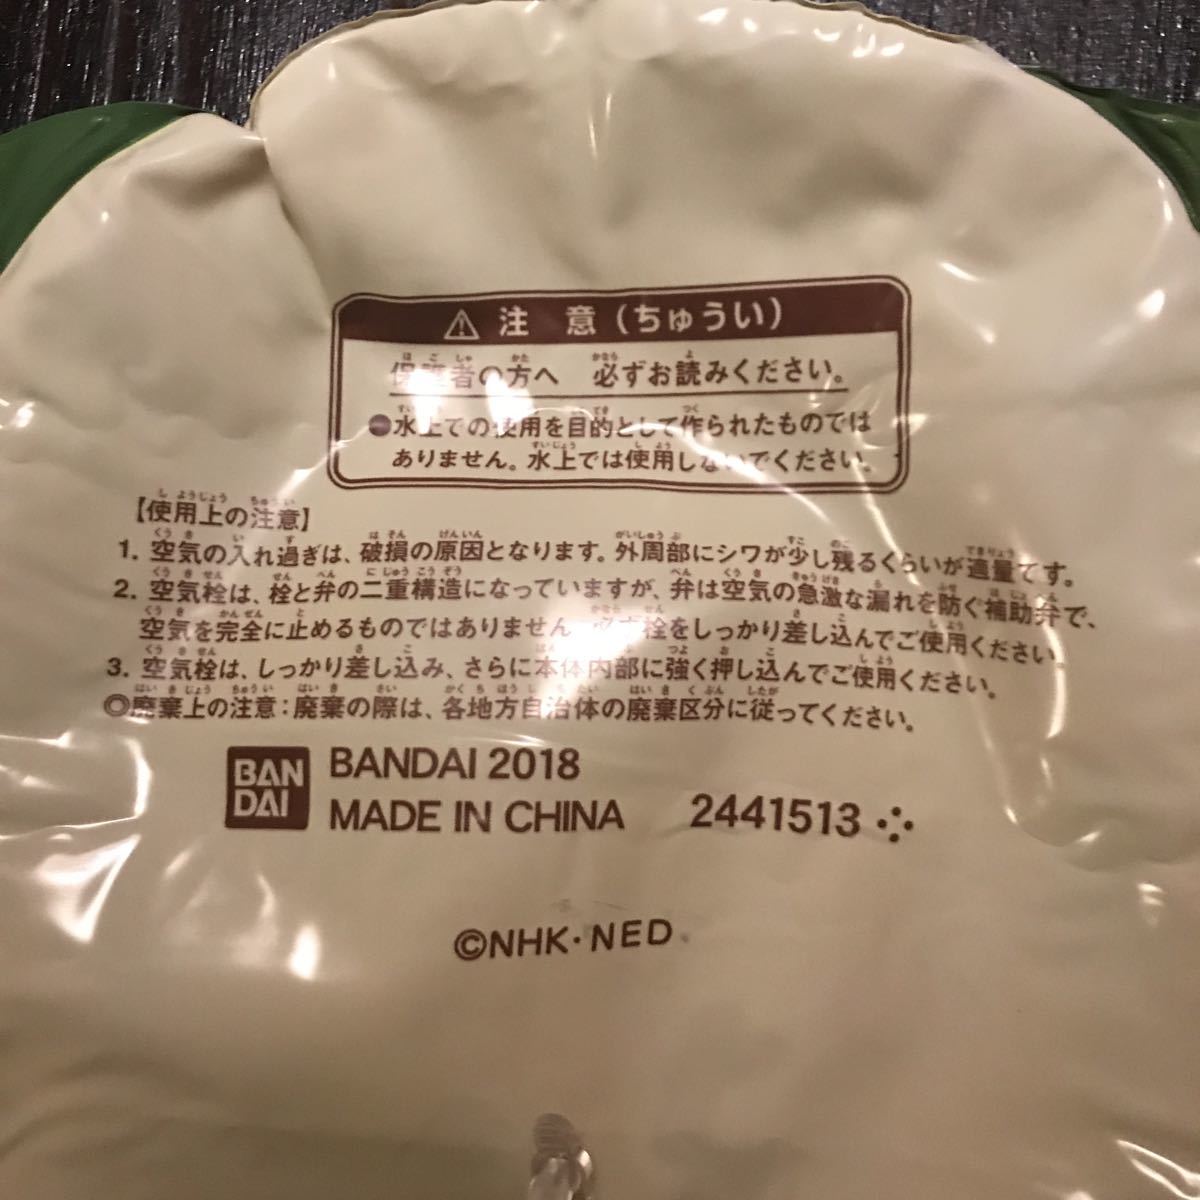 ⚠ 注 意（ちゅうい）
保護者の方へ 必ずお読みください。
●水上での使用を目的として作られたものでは
ありません。水上では使用しないでください。
【使用上の注意】
1. 空気の入れ過ぎは、破損の原因となります。外周部にシワが少し残るくらいが適量です。
2. 空気栓は、栓と弁の二重構造になっていますが、弁は空気の急激な漏れを防ぐ補助弁で、
空気を完全に止めるものではありません。必ず栓をしっかり差し込んでご使用ください。
3. 空気栓は、しっかり差し込み、さらに本体内部に強く押し込んでご使用ください。
◎廃棄上の注意：廃棄の際は、各地方自治体の廃棄区分に従ってください。
BAN
DAI
BANDAI 2018
MADE IN CHINA 2441513
©NHK・NED